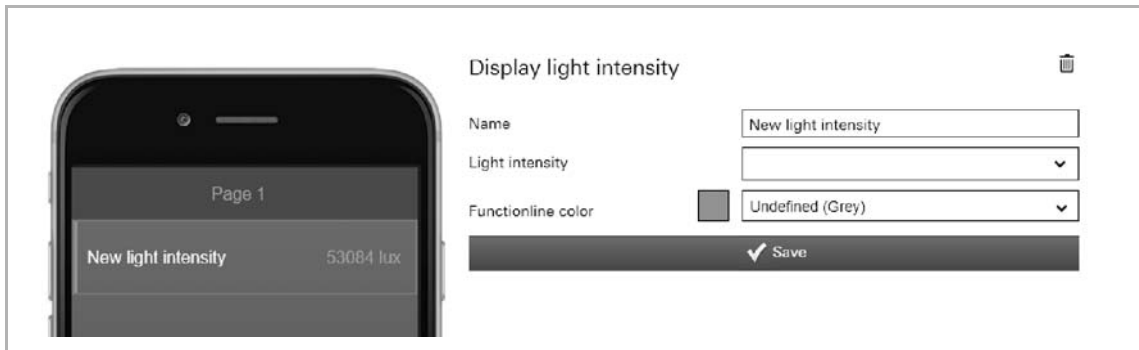 Display light intensity
Name
New light intensity
Light intensity
Functionline color
Undefined (Grey)
Save
Page 1
New light intensity
53084 lux